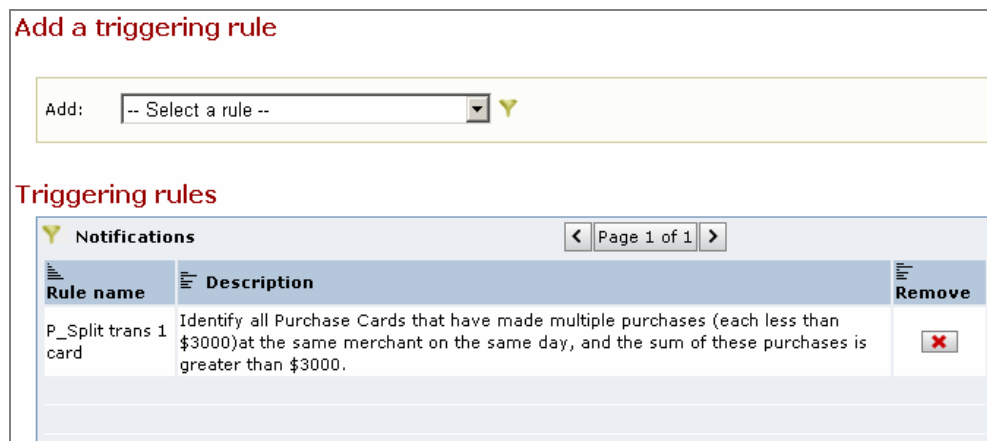 Add a triggering rule
Add: -- Select a rule --
Triggering rules
Notifications Page 1 of 1
Rule name Description Remove
P_Split trans 1
card
Identify all Purchase Cards that have made multiple purchases (each less than
$3000)at the same merchant on the same day, and the sum of these purchases is
greater than $3000.